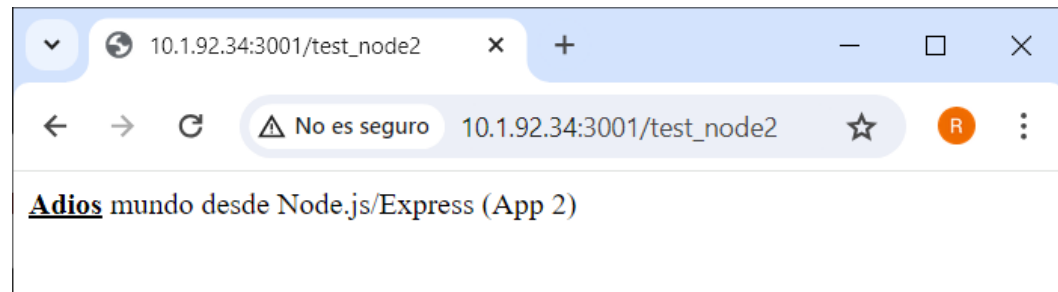 10.1.92.34:3001/test_node2
No es seguro 10.1.92.34:3001/test_node2 R
Adios mundo desde Node.js/Express (App 2)